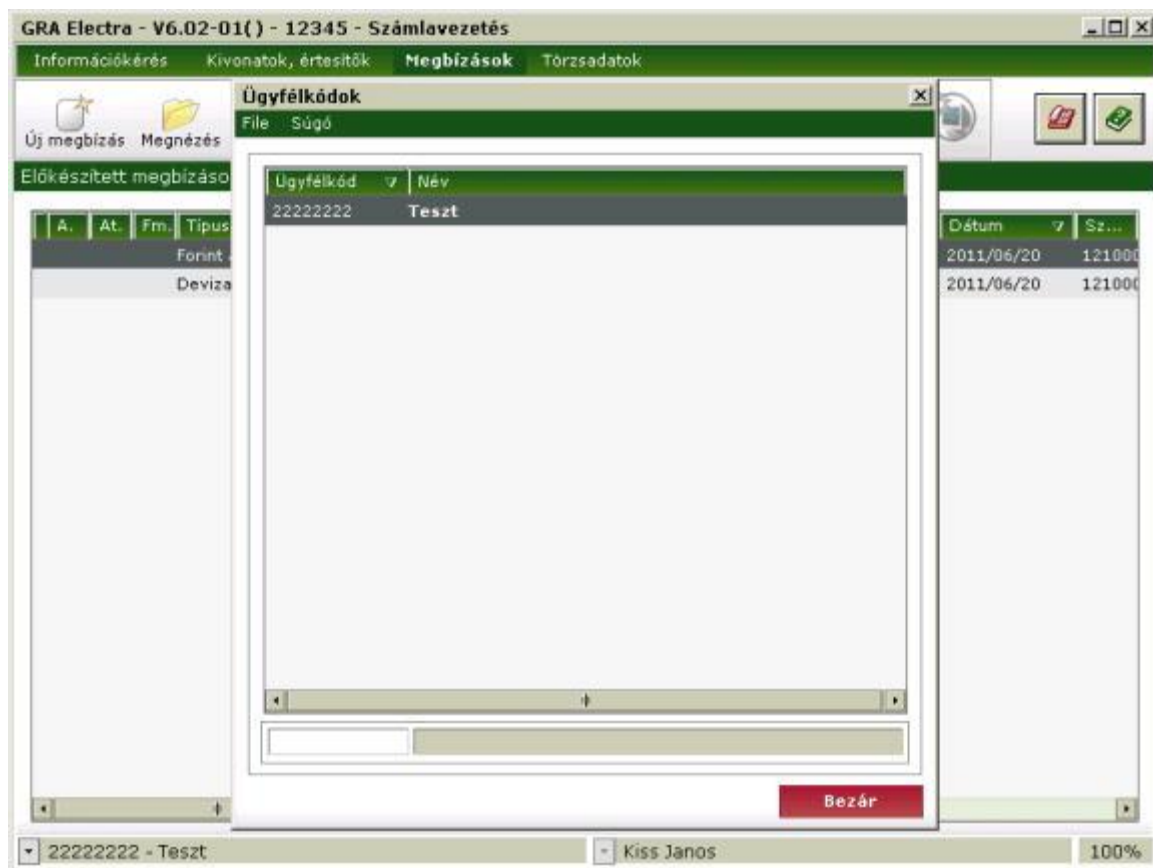 GRA Electra - V6.02-01( ) - 12345 - Számlavezetés
Információkérés Kivonatok, értesítők Megbízások Törzsadatok
Ügyfélkódok
File Súgó
Új megbízás Megnézés
Előkészített megbízáso
Ügyfélkód Név
22222222 Teszt
A. At. Fm. Típus Dátum Sz...
Forint 2011/06/20 121000
Deviza 2011/06/20 121000
Bezár
22222222 - Teszt Kiss Janos 100%